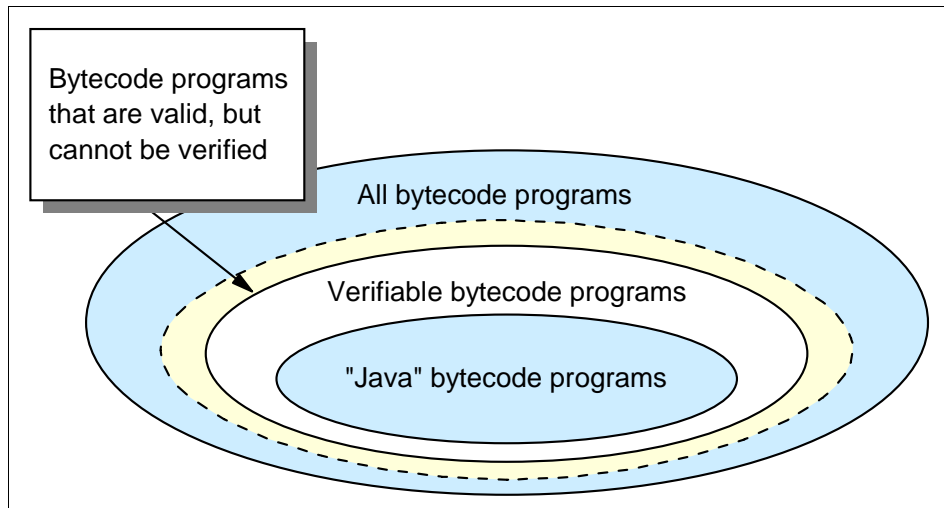 Bytecode programs
that are valid, but
cannot be verified
All bytecode programs
Verifiable bytecode programs
"Java" bytecode programs